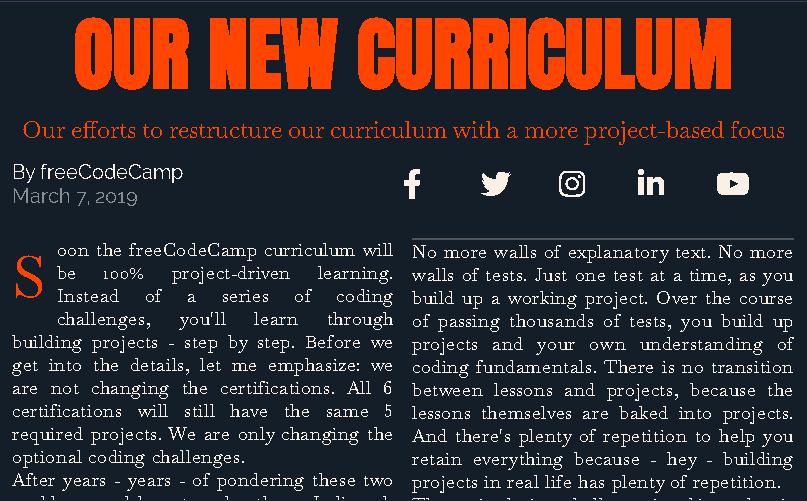 OUR NEW CURRICULUM
Our efforts to restructure our curriculum with a more project-based focus
By freeCodeCamp
March 7, 2019
Soon the freeCodeCamp curriculum will
be 100% project-driven learning.
Instead of a series of coding
challenges, you'll learn through
building projects - step by step. Before we
get into the details, let me emphasize: we
are not changing the certifications. All 6
certifications will still have the same 5
required projects. We are only changing the
optional coding challenges.
After years - years - of pondering these two
No more walls of explanatory text. No more
walls of tests. Just one test at a time, as you
build up a working project. Over the course
of passing thousands of tests, you build up
projects and your own understanding of
coding fundamentals. There is no transition
between lessons and projects, because the
lessons themselves are baked into projects.
And there's plenty of repetition to help you
retain everything because - hey - building
projects in real life has plenty of repetition.